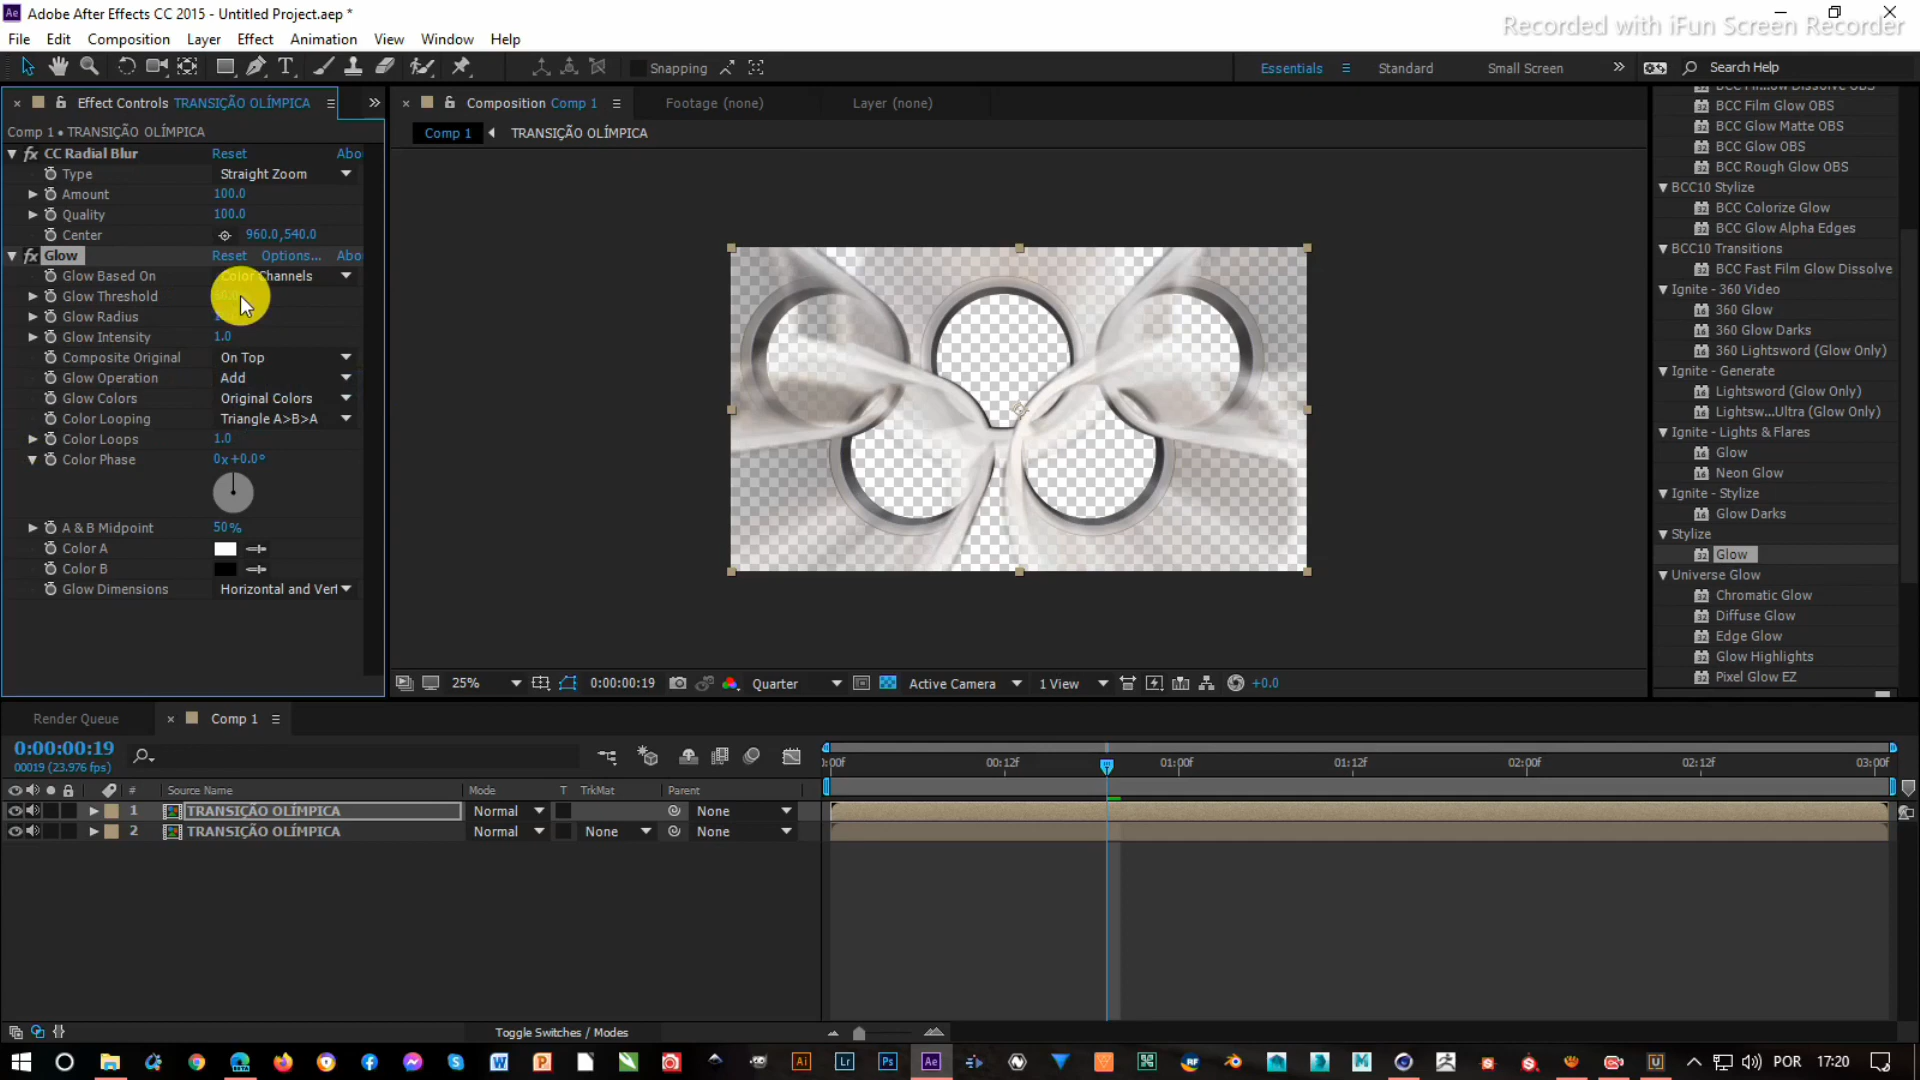 Adobe After Effects CC 2015 - Untitled Project.aep *
Recorded with iFun Screen Recorder
File Edit Composition Layer Effect Animation View Window Help
Snapping
Essentials Standard Small Screen Search Help
Effect Controls TRANSIÇÃO OLÍMPICA
Composition Comp 1 Footage (none) Layer (none)
Comp 1 • TRANSIÇÃO OLÍMPICA
Comp 1 TRANSIÇÃO OLÍMPICA
fx CC Radial Blur Reset Abo
Type Straight Zoom
Amount 100.0
Quality 100.0
Center 960.0,540.0
fx Glow Reset Options... Abo
Glow Based On Color Channels
Glow Threshold
Glow Radius
Glow Intensity 1.0
Composite Original On Top
Glow Operation Add
Glow Colors Original Colors
Color Looping Triangle A>B>A
Color Loops 1.0
Color Phase 0x+0.0°
A & B Midpoint 50%
Color A
Color B
Glow Dimensions Horizontal and Vert
BCC Film Glow OBS
BCC Glow Matte OBS
BCC Glow OBS
BCC Rough Glow OBS
BCC10 Stylize
BCC Colorize Glow
BCC Glow Alpha Edges
BCC10 Transitions
BCC Fast Film Glow Dissolve
Ignite - 360 Video
360 Glow
360 Glow Darks
360 Lightsword (Glow Only)
Ignite - Generate
Lightsword (Glow Only)
Lightsw...Ultra (Glow Only)
Ignite - Lights & Flares
Glow
Neon Glow
Ignite - Stylize
Glow Darks
Stylize
Glow
Universe Glow
Chromatic Glow
Diffuse Glow
Edge Glow
Glow Highlights
Pixel Glow EZ
25% 0:00:00:19 Quarter Active Camera 1 View +0.0
Render Queue Comp 1
0:00:00:19
00019 (23.976 fps)
):00f 00:12f 01:00f 01:12f 02:00f 02:12f 03:00f
# Source Name Mode T TrkMat Parent
1 TRANSIÇÃO OLÍMPICA Normal None
2 TRANSIÇÃO OLÍMPICA Normal None None
Toggle Switches / Modes
POR 17:20